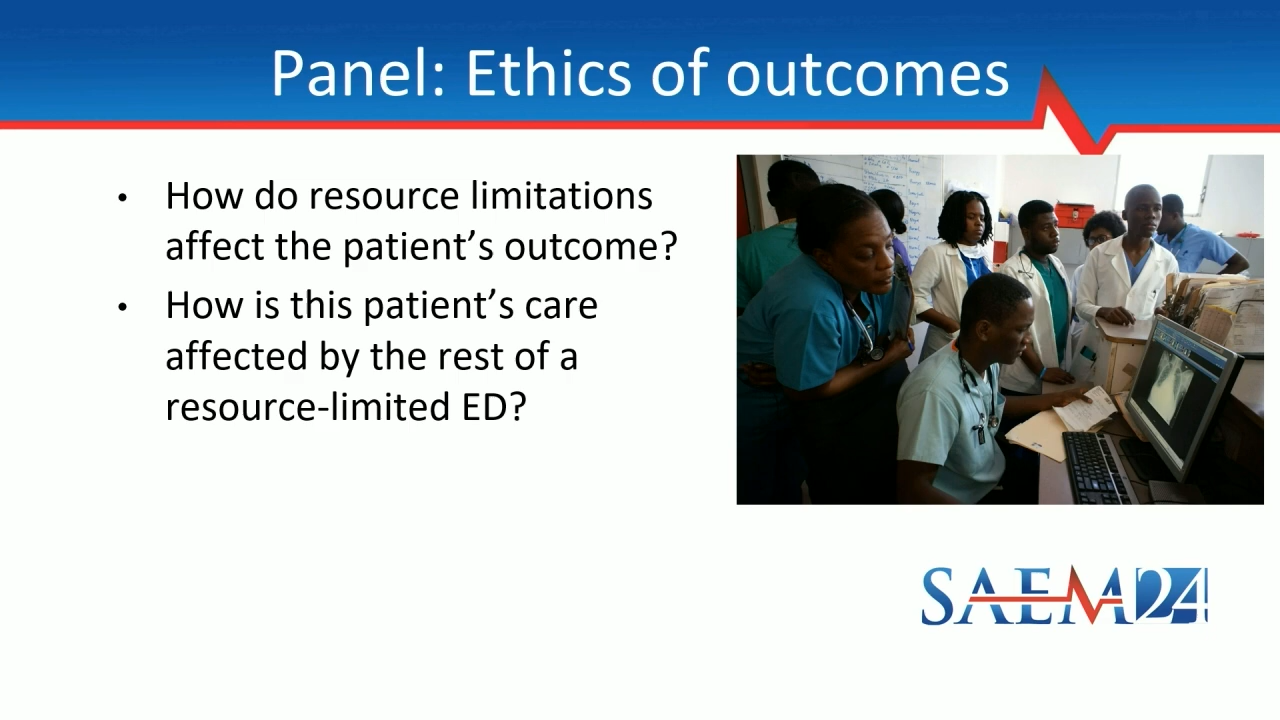 Panel: Ethics of outcomes
• How do resource limitations
affect the patient’s outcome?
• How is this patient’s care
affected by the rest of a
resource-limited ED?
SAEM24